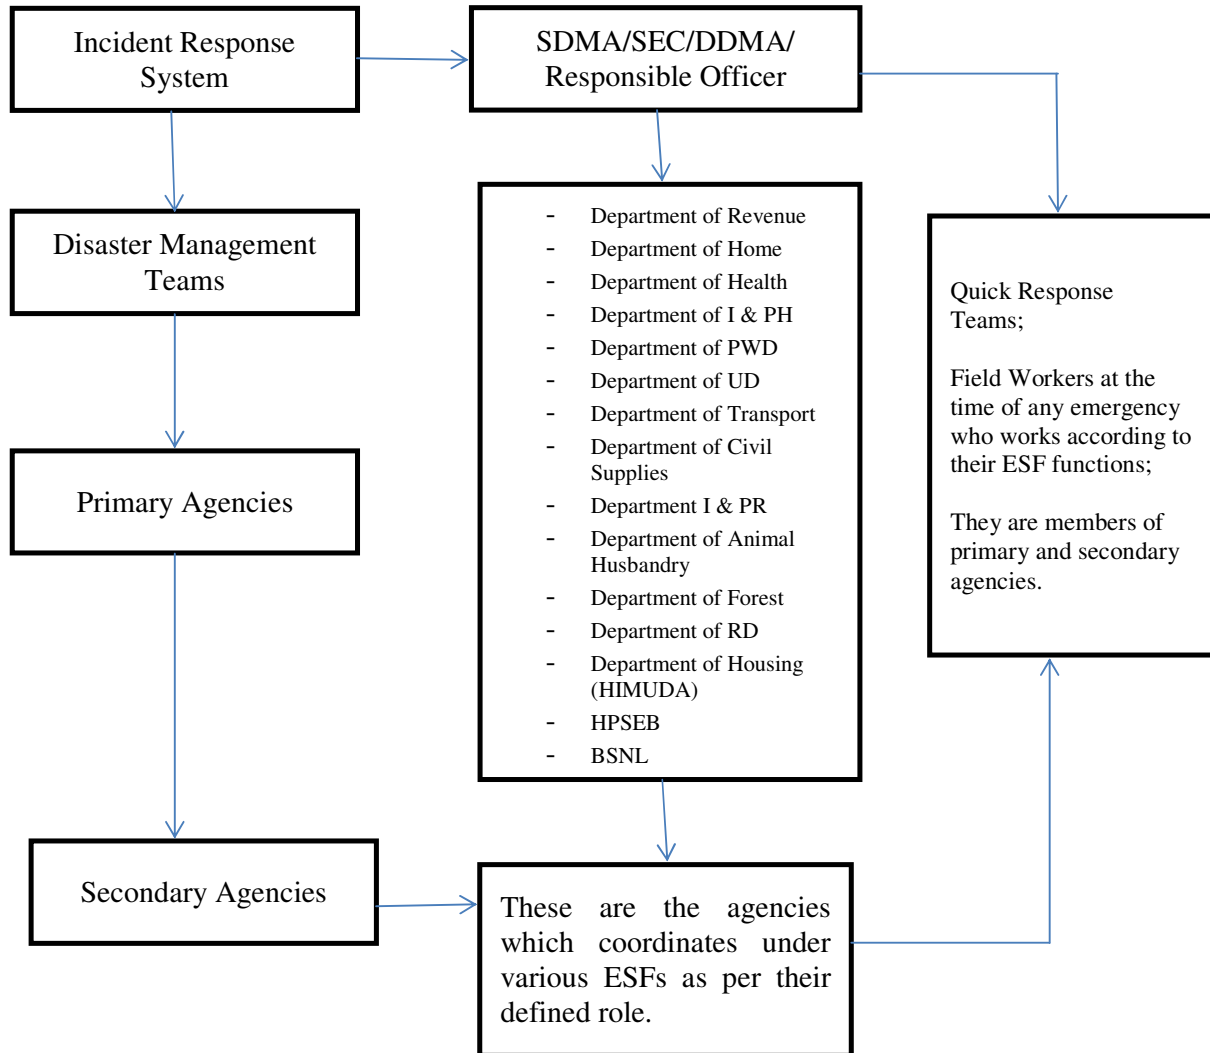 Incident Response
System
SDMA/SEC/DDMA/
Responsible Officer
Disaster Management
Teams
Primary Agencies
Secondary Agencies
- Department of Revenue
- Department of Home
- Department of Health
- Department of I & PH
- Department of PWD
- Department of UD
- Department of Transport
- Department of Civil
Supplies
- Department I & PR
- Department of Animal
Husbandry
- Department of Forest
- Department of RD
- Department of Housing
(HIMUDA)
- HPSEB
- BSNL
These are the agencies
which coordinates under
various ESFs as per their
defined role.
Quick Response
Teams;
Field Workers at the
time of any emergency
who works according to
their ESF functions;
They are members of
primary and secondary
agencies.